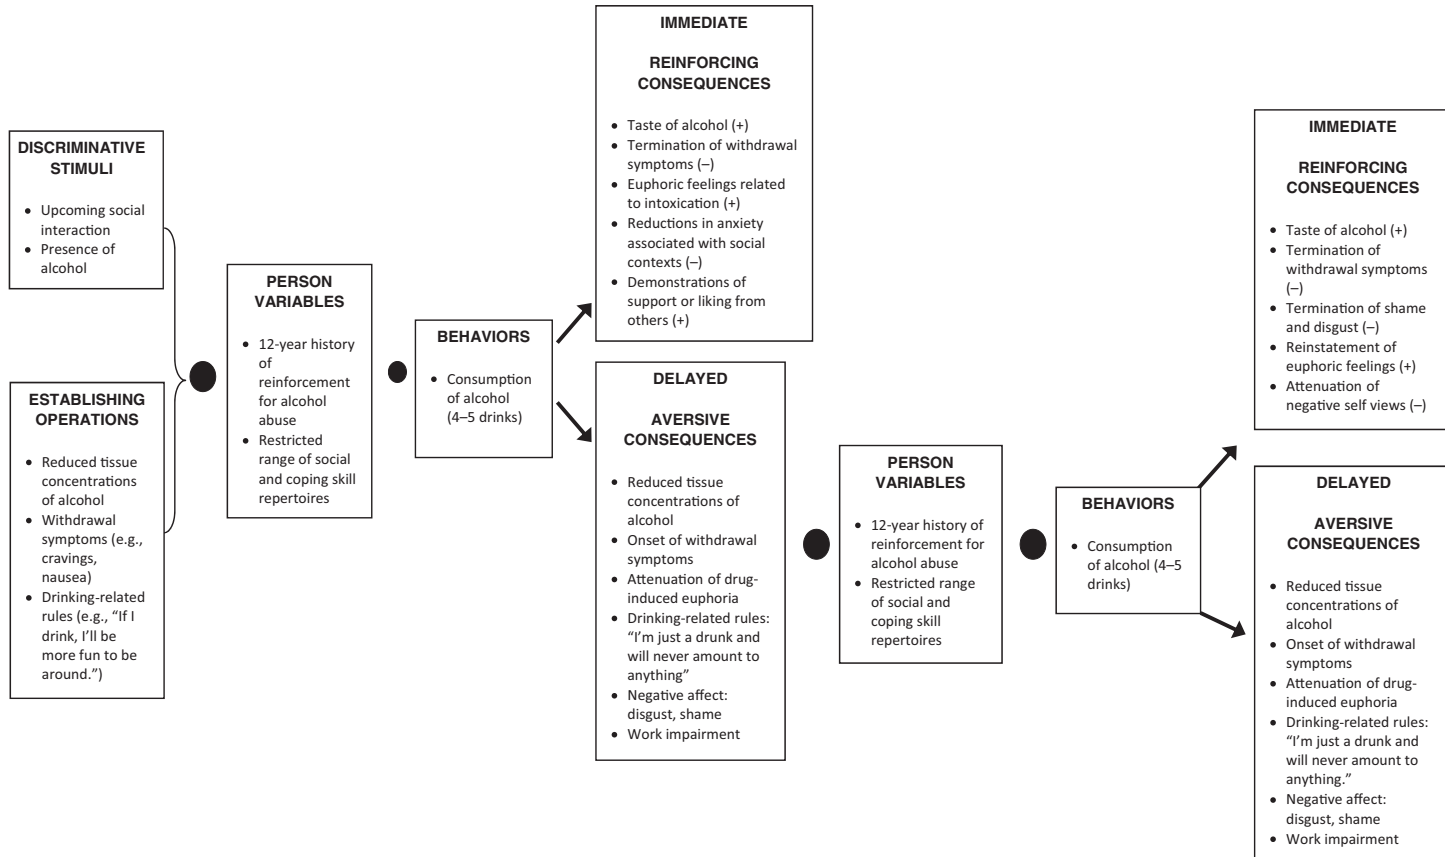 DISCRIMINATIVE
STIMULI
• Upcoming social
interaction
• Presence of
alcohol
ESTABLISHING
OPERATIONS
• Reduced tissue
concentrations
of alcohol
• Withdrawal
symptoms (e.g.,
cravings,
nausea)
• Drinking-related
rules (e.g., “If I
drink, I’ll be
more fun to be
around.”)
PERSON
VARIABLES
• 12-year history
of
reinforcement
for alcohol
abuse
• Restricted
range of social
and coping skill
repertoires
BEHAVIORS
• Consumption
of alcohol
(4–5 drinks)
IMMEDIATE
REINFORCING
CONSEQUENCES
• Taste of alcohol (+)
• Termination of withdrawal
symptoms (–)
• Euphoric feelings related
to intoxication (+)
• Reductions in anxiety
associated with social
contexts (–)
• Demonstrations of
support or liking from
others (+)
DELAYED
AVERSIVE
CONSEQUENCES
• Reduced tissue
concentrations of
alcohol
• Onset of withdrawal
symptoms
• Attenuation of drug-
induced euphoria
• Drinking-related rules:
“I’m just a drunk and
will never amount to
anything”
• Negative affect:
disgust, shame
• Work impairment
PERSON
VARIABLES
• 12-year history of
reinforcement for
alcohol abuse
• Restricted range
of social and
coping skill
repertoires
BEHAVIORS
• Consumption
of alcohol (4–5
drinks)
IMMEDIATE
REINFORCING
CONSEQUENCES
• Taste of alcohol (+)
• Termination of
withdrawal symptoms
(–)
• Termination of shame
and disgust (–)
• Reinstatement of
euphoric feelings (+)
• Attenuation of
negative self views (–)
DELAYED
AVERSIVE
CONSEQUENCES
• Reduced tissue
concentrations of
alcohol
• Onset of withdrawal
symptoms
• Attenuation of drug-
induced euphoria
• Drinking-related rules:
“I’m just a drunk and
will never amount to
anything.”
• Negative affect:
disgust, shame
• Work impairment